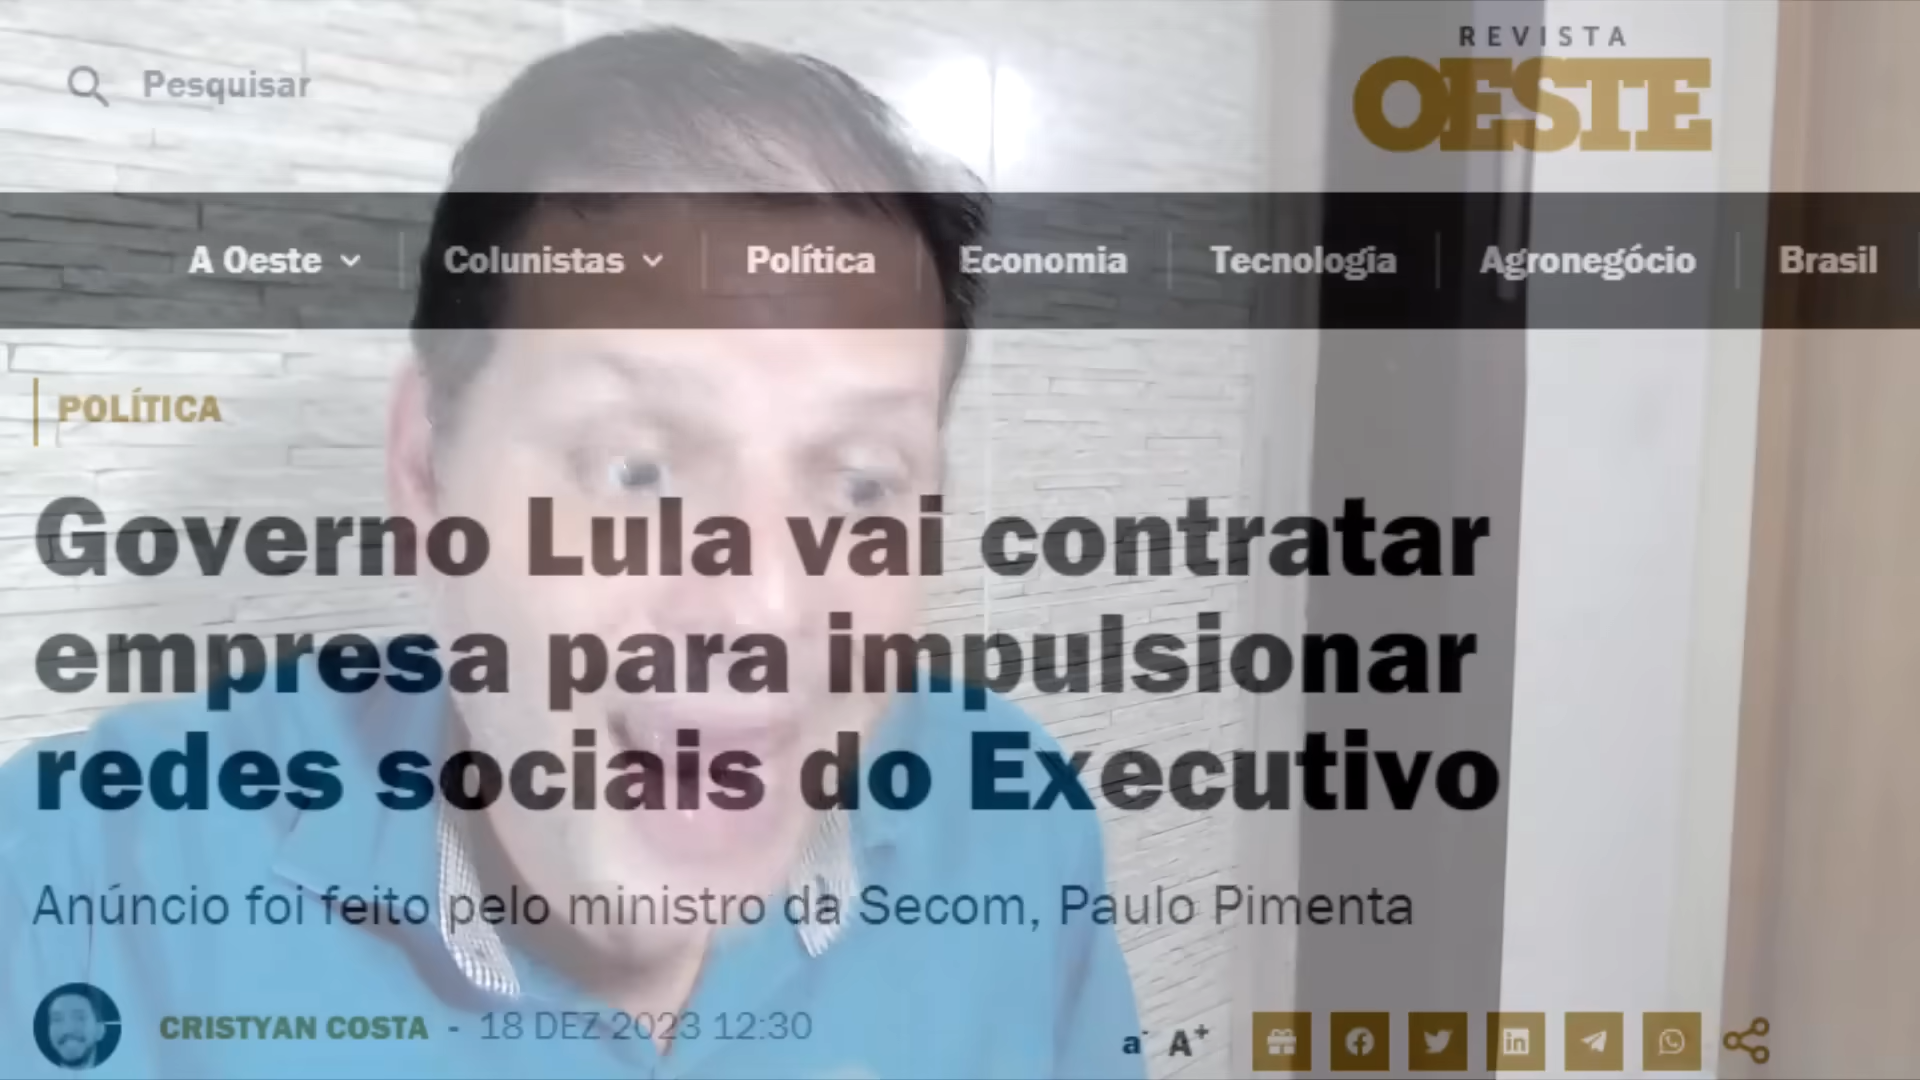 REVISTA
OESTE
Pesquisar
A Oeste Colunistas Política Economia Tecnologia Agronegócio Brasil
POLÍTICA
Governo Lula vai contratar
empresa para impulsionar
redes sociais do Executivo
Anúncio foi feito pelo ministro da Secom, Paulo Pimenta
CRISTYAN COSTA - 18 DEZ 2023 12:30
a- A+